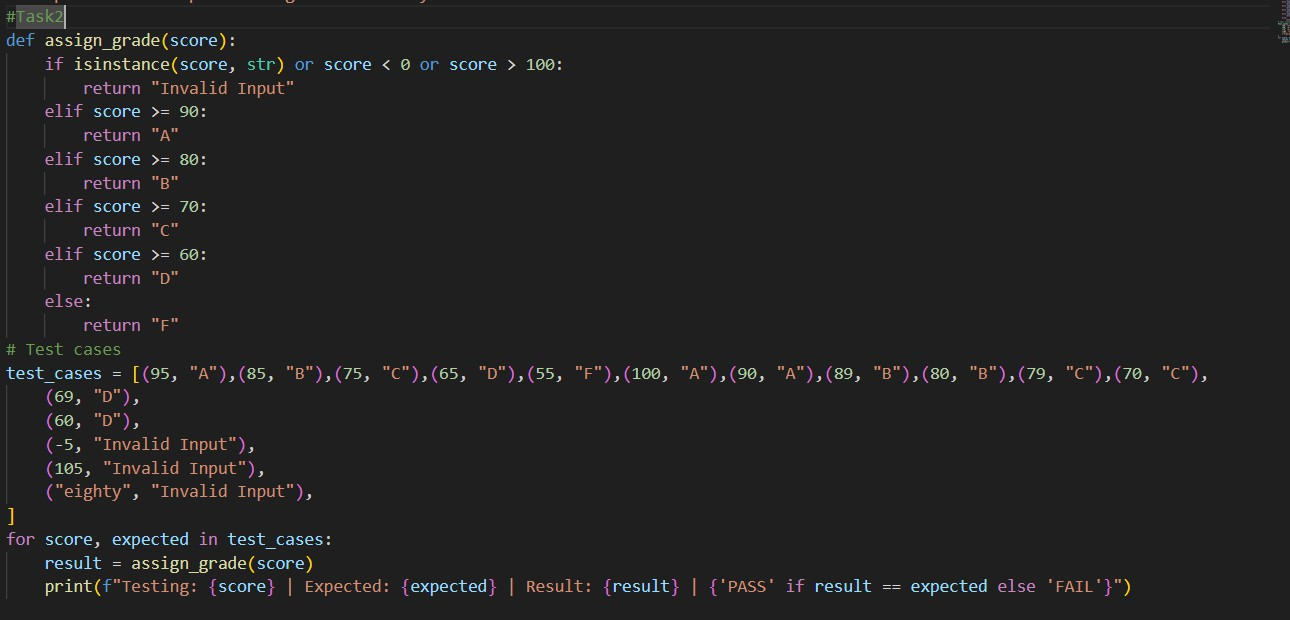 #Task2
def assign_grade(score):
    if isinstance(score, str) or score < 0 or score > 100:
        return "Invalid Input"
    elif score >= 90:
        return "A"
    elif score >= 80:
        return "B"
    elif score >= 70:
        return "C"
    elif score >= 60:
        return "D"
    else:
        return "F"
# Test cases
test_cases = [(95, "A"),(85, "B"),(75, "C"),(65, "D"),(55, "F"),(100, "A"),(90, "A"),(89, "B"),(80, "B"),(79, "C"),(70, "C"),
    (69, "D"),
    (60, "D"),
    (-5, "Invalid Input"),
    (105, "Invalid Input"),
    ("eighty", "Invalid Input"),
]
for score, expected in test_cases:
    result = assign_grade(score)
    print(f"Testing: {score} | Expected: {expected} | Result: {result} | {'PASS' if result == expected else 'FAIL'}")